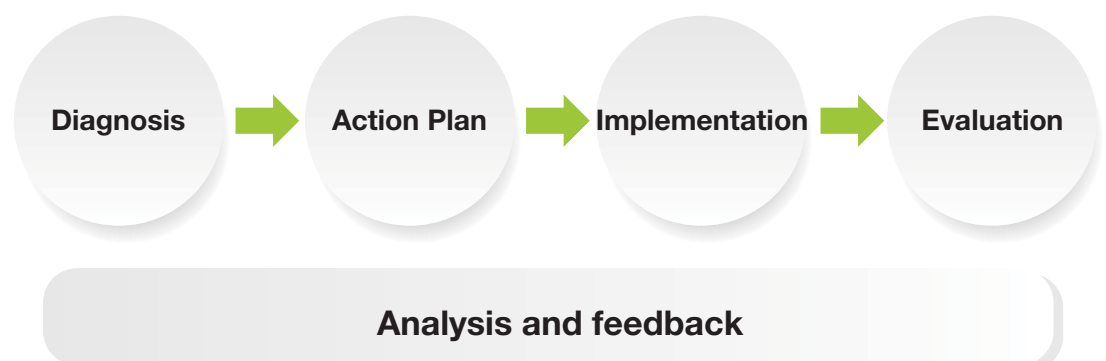 Diagnosis
Action Plan
Implementation
Evaluation
Analysis and feedback